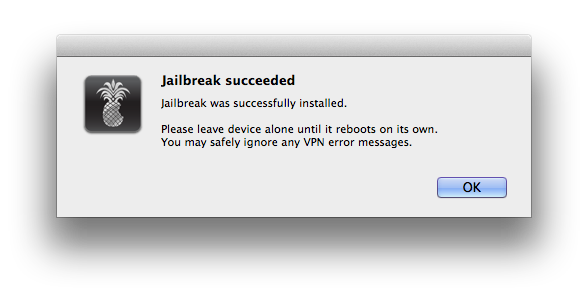 Jailbreak succeeded
Jailbreak was successfully installed.
Please leave device alone until it reboots on its own.
You may safely ignore any VPN error messages.
OK